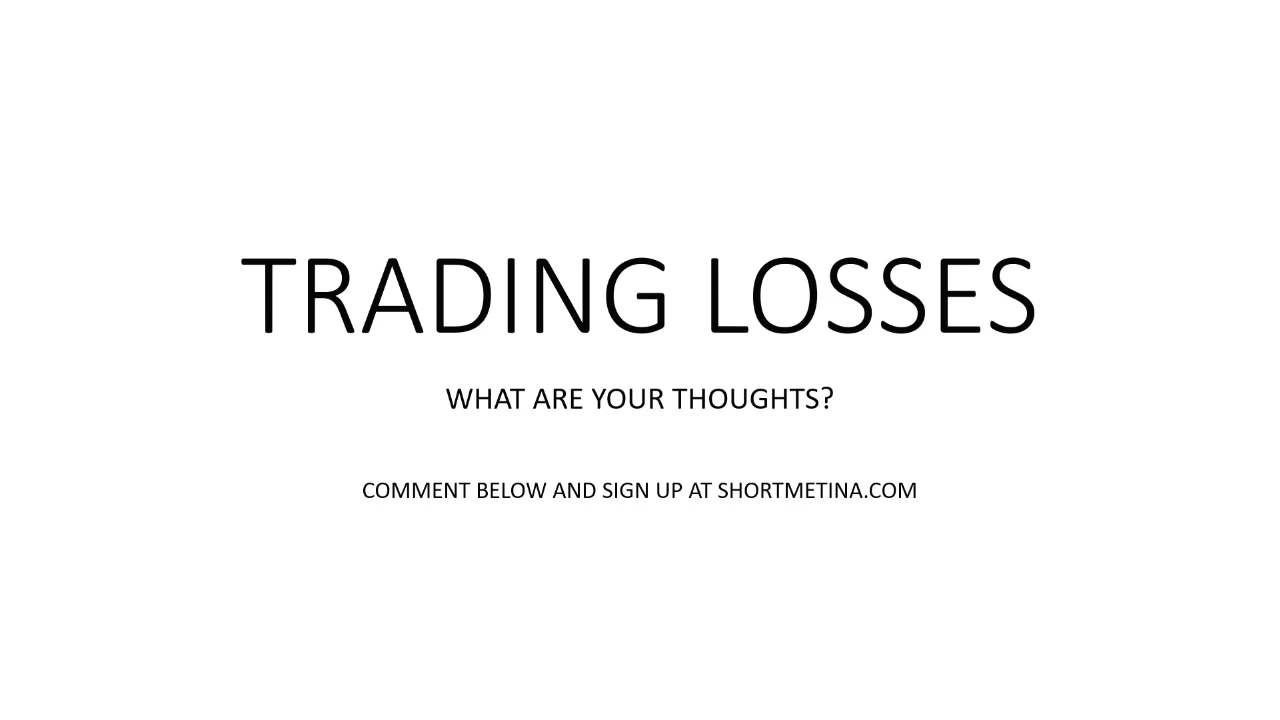 TRADING LOSSES
WHAT ARE YOUR THOUGHTS?
COMMENT BELOW AND SIGN UP AT SHORTMETINA.COM